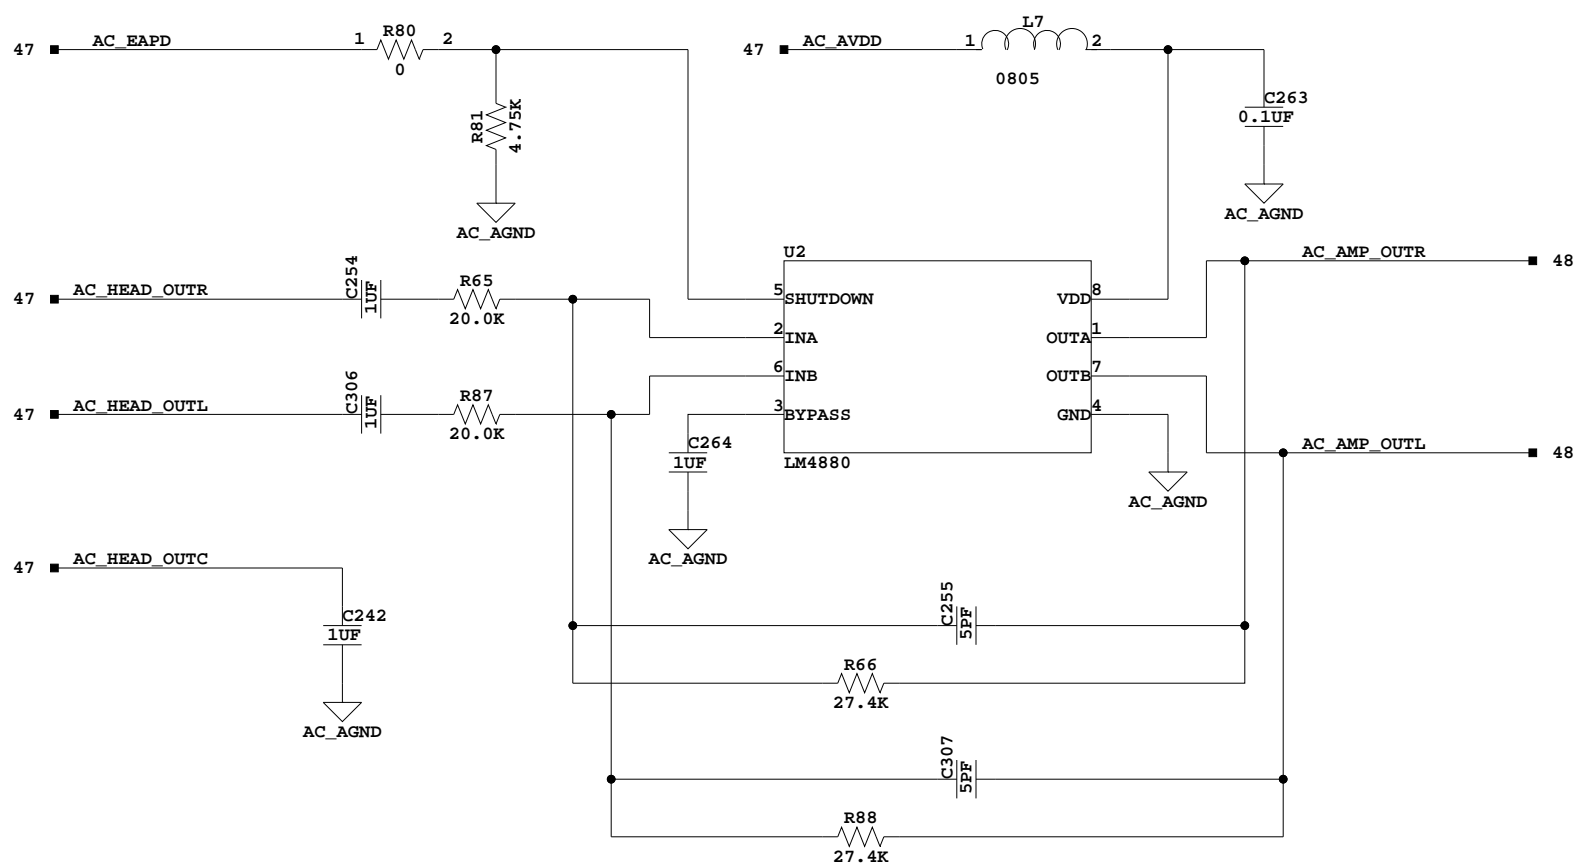 47 AC_EAPD 1 R80 2
0
R81 4.75K
AC_AGND
47 AC_AVDD 1 L7 2
0805
C263
0.1UF
AC_AGND
U2
47 AC_HEAD_OUTR C254 1UF R65
20.0K
5 SHUTDOWN VDD 8
2 INA OUTA 1
6 INB OUTB 7
3 BYPASS GND 4
LM4880
AC_AMP_OUTR 48
47 AC_HEAD_OUTL C306 1UF R87
20.0K
C264
1UF
AC_AGND
AC_AMP_OUTL 48
AC_AGND
47 AC_HEAD_OUTC
C242
1UF
AC_AGND
C255 5PF
R66
27.4K
C307 5PF
R88
27.4K